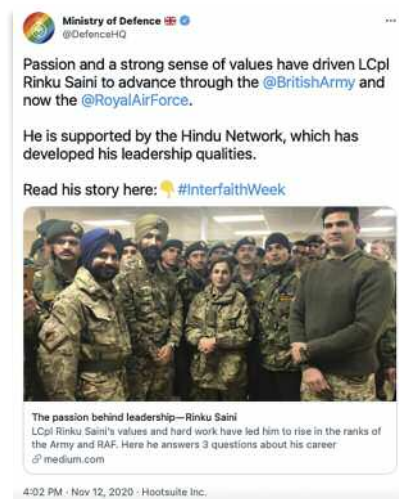 Ministry of Defence 🇬🇧
@DefenceHQ
Passion and a strong sense of values have driven LCpl
Rinku Saini to advance through the @BritishArmy and
now the @RoyalAirForce.
He is supported by the Hindu Network, which has
developed his leadership qualities.
Read his story here: 👇 #InterfaithWeek
The passion behind leadership—Rinku Saini
LCpl Rinku Saini's values and hard work have led him to rise in the ranks of
the Army and RAF. Here he answers 3 questions about his career
medium.com
4:02 PM · Nov 12, 2020 · Hootsuite Inc.